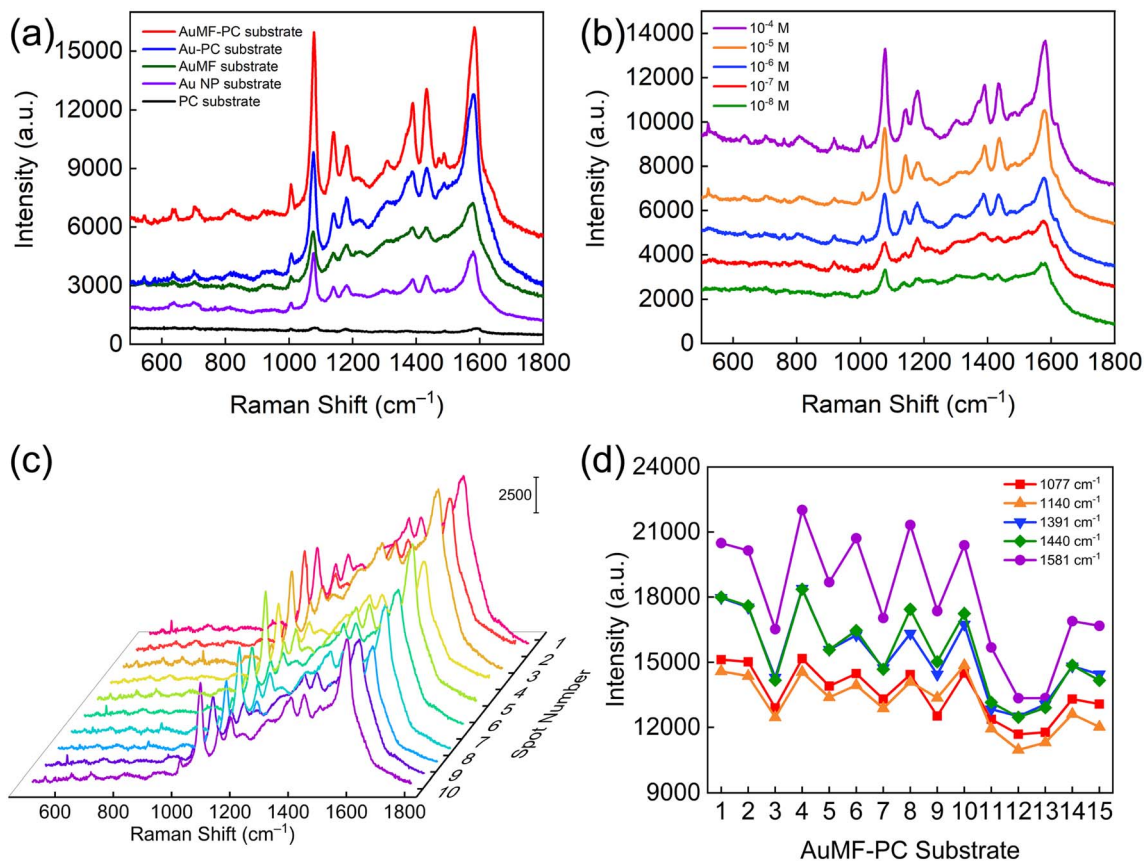 (a)
AuMF-PC substrate
Au-PC substrate
AuMF substrate
Au NP substrate
PC substrate
15000
12000
9000
6000
3000
0
Intensity (a.u.)
600 800 1000 1200 1400 1600 1800
Raman Shift (cm⁻¹)
(b)
10⁻⁴ M
10⁻⁵ M
10⁻⁶ M
10⁻⁷ M
10⁻⁸ M
14000
12000
10000
8000
6000
4000
2000
0
Intensity (a.u.)
600 800 1000 1200 1400 1600 1800
Raman Shift (cm⁻¹)
(c)
2500
1
2
3
4
5
6
7
8
9
10
Spot Number
600 800 1000 1200 1400 1600 1800
Raman Shift (cm⁻¹)
(d)
1077 cm⁻¹
1140 cm⁻¹
1391 cm⁻¹
1440 cm⁻¹
1581 cm⁻¹
24000
21000
18000
15000
12000
9000
Intensity (a.u.)
1 2 3 4 5 6 7 8 9 10 11 12 13 14 15
AuMF-PC Substrate